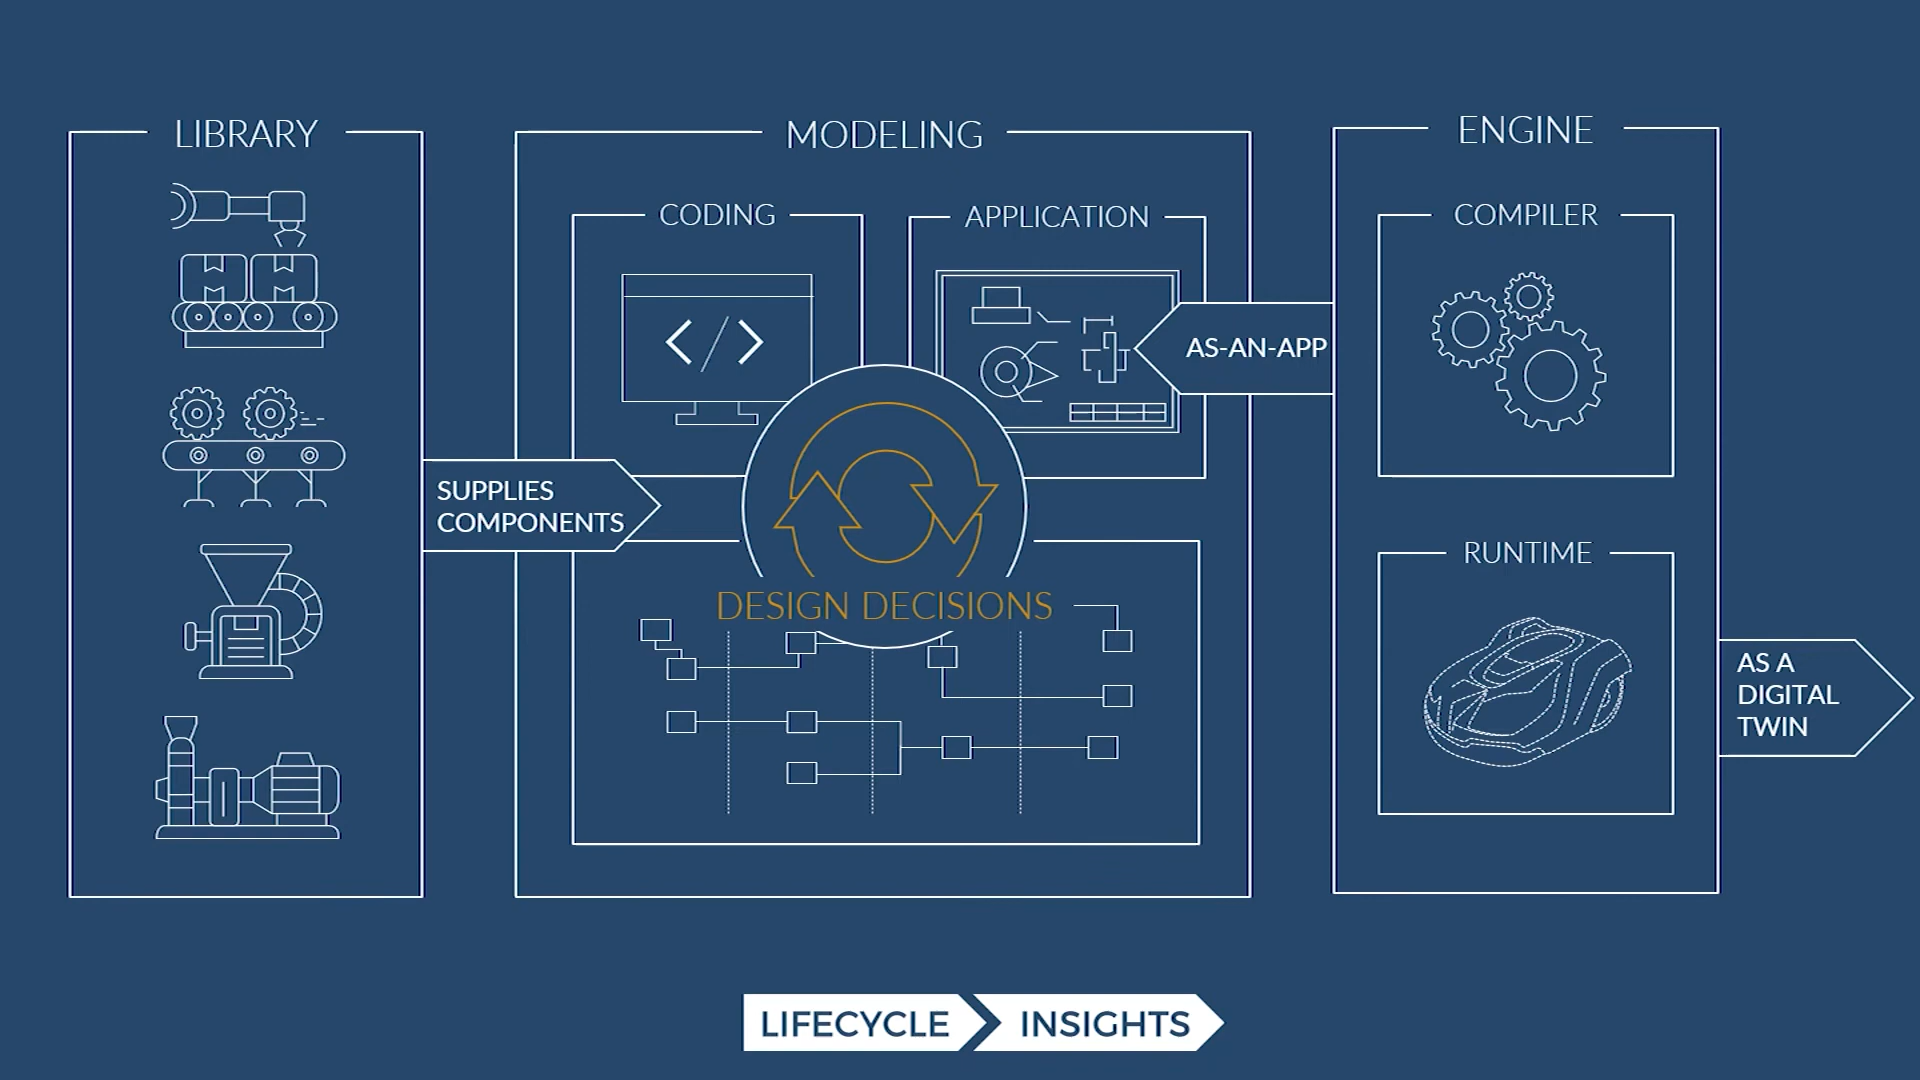 LIBRARY
MODELING
ENGINE
CODING
APPLICATION
COMPILER
</>
AS-AN-APP
SUPPLIES
COMPONENTS
DESIGN DECISIONS
RUNTIME
AS A
DIGITAL
TWIN
LIFECYCLE INSIGHTS